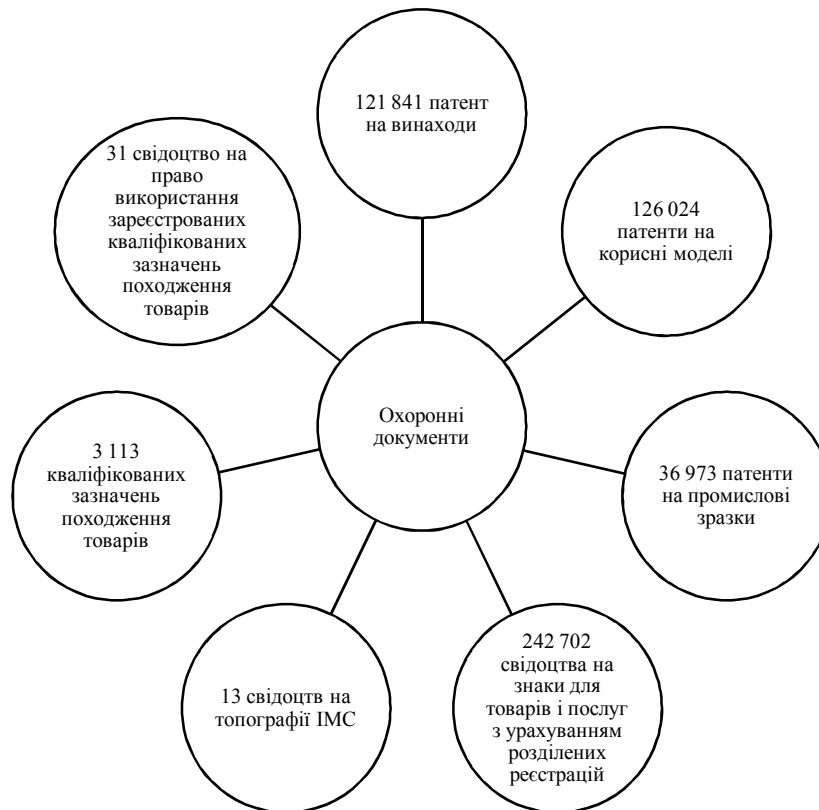 121 841 патент
на винаходи
126 024
патенти на
корисні моделі
36 973 патенти
на промислові
зразки
242 702
свідоцтва на
знаки для
товарів і послуг
з урахуванням
розділених
реєстрацій
13 свідоцтв на
топографії ІМС
3 113
кваліфікованих
зазначень
походження
товарів
31 свідоцтво на
право
використання
зареєстрованих
кваліфікованих
зазначень
походження
товарів
Охоронні
документи